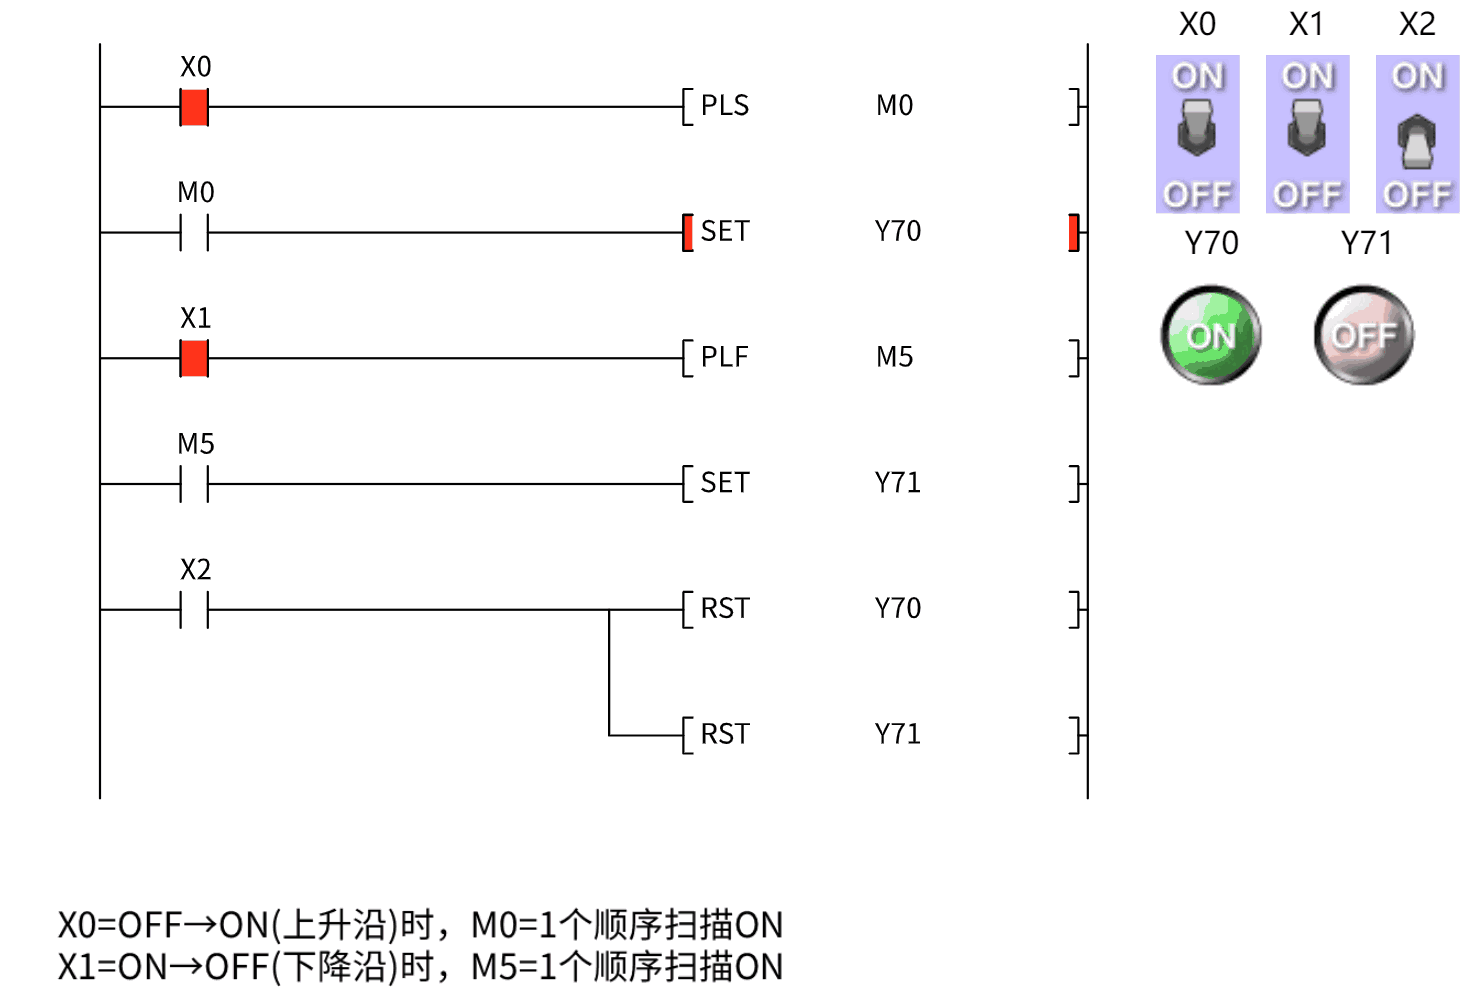 X0 X1 X2
ON ON ON
OFF OFF OFF
Y70 Y71
ON OFF
X0
PLS M0
M0
SET Y70
X1
PLF M5
M5
SET Y71
X2
RST Y70
RST Y71
X0=OFF→ON(上升沿)时，M0=1个顺序扫描ON
X1=ON→OFF(下降沿)时，M5=1个顺序扫描ON